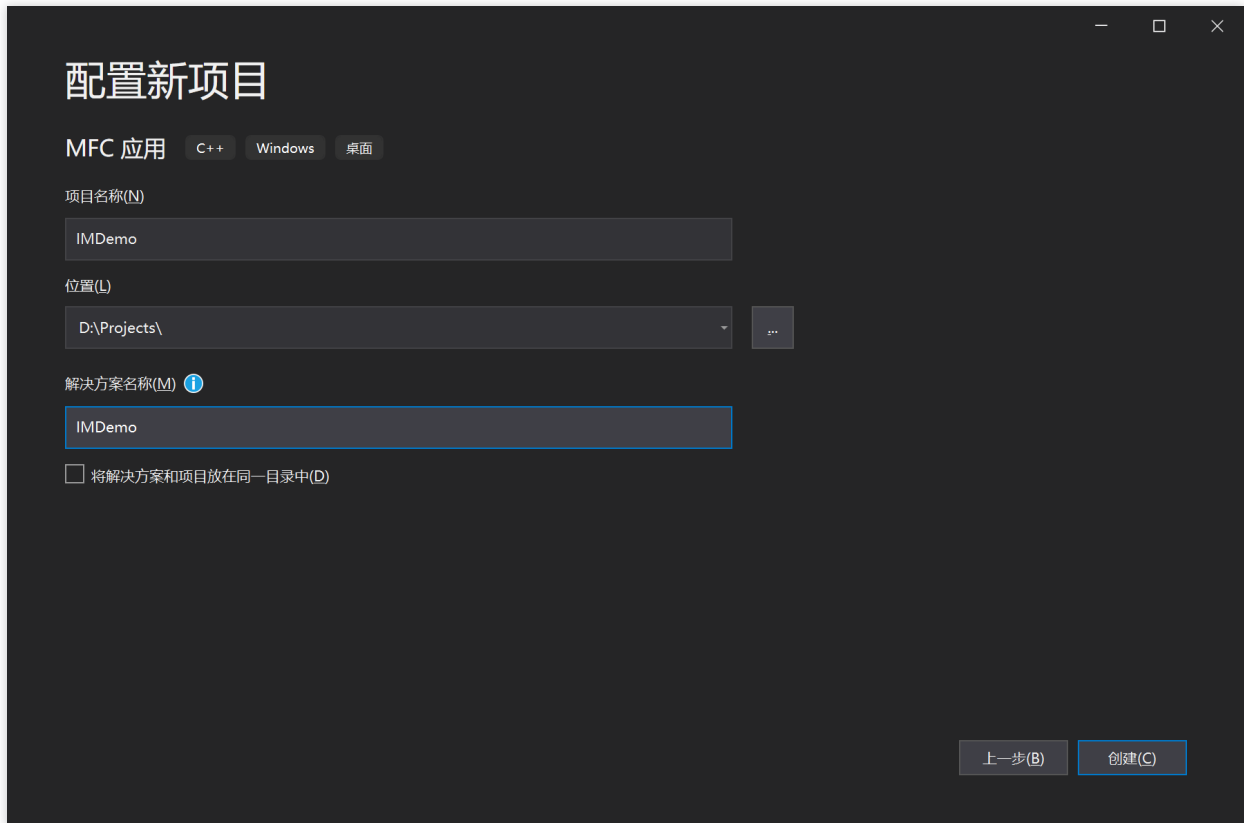 配置新项目
MFC 应用 C++ Windows 桌面
项目名称(N)
IMDemo
位置(L)
D:\Projects\
...
解决方案名称(M)
IMDemo
将解决方案和项目放在同一目录中(D)
上一步(B) 创建(C)